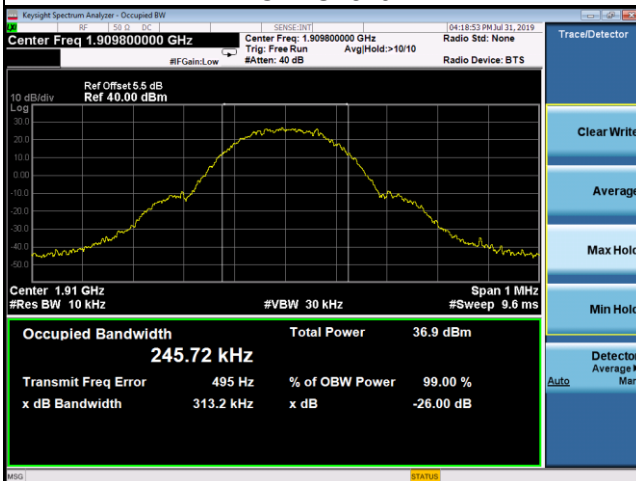 Keysight Spectrum Analyzer - Occupied BW
RF 50 Ω DC SENSE:INT 04:18:53 PM Jul 31, 2019
Center Freq 1.909800000 GHz Center Freq: 1.909800000 GHz Radio Std: None
Trig: Free Run Avg|Hold:>10/10
#IFGain:Low #Atten: 40 dB Radio Device: BTS
Trace/Detector
Ref Offset 5.5 dB
10 dB/div Ref 40.00 dBm
Log
30.0
20.0
10.0
0.00
-10.0
-20.0
-30.0
-40.0
-50.0
Center 1.91 GHz Span 1 MHz
#Res BW 10 kHz #VBW 30 kHz #Sweep 9.6 ms
Occupied Bandwidth Total Power 36.9 dBm
245.72 kHz
Transmit Freq Error 495 Hz % of OBW Power 99.00 %
x dB Bandwidth 313.2 kHz x dB -26.00 dB
Clear Write
Average
Max Hold
Min Hold
Detector
Average
Auto Man
MSG STATUS